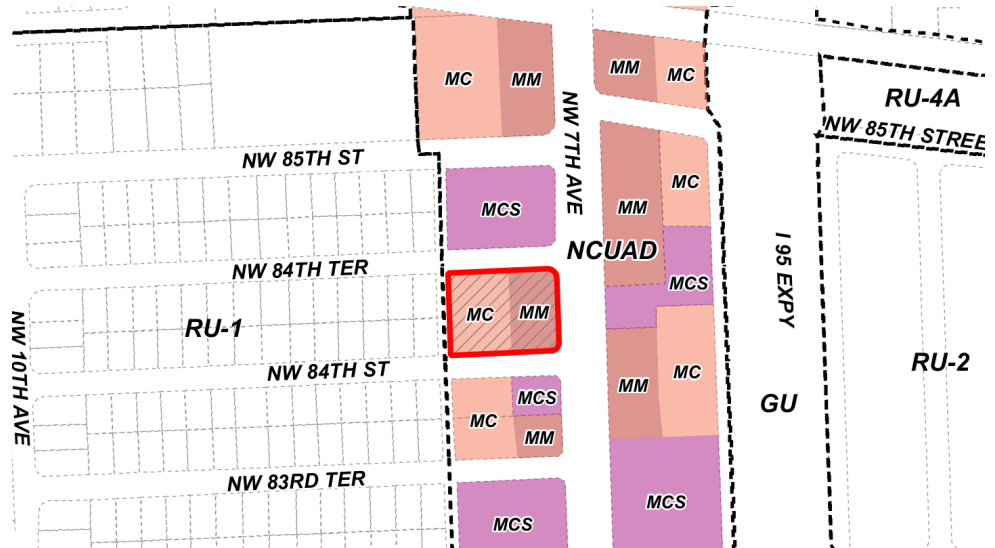 MC
MM
MM
MC
RU-4A
NW 7TH AVE
NW 85TH STREE
NW 85TH ST
MC
MCS
MM
NCUAD
NW 84TH TER
I 95 EXPY
MCS
MC
MM
RU-1
NW 10TH AVE
NW 84TH ST
MM
MC
RU-2
MCS
GU
MC
MM
NW 83RD TER
MCS
MCS